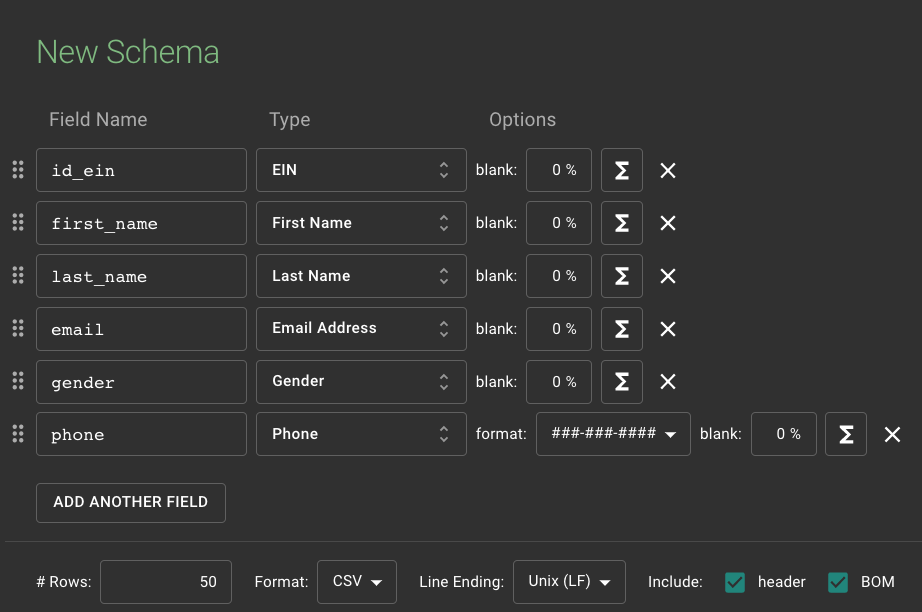 New Schema
Field Name Type Options
id_ein EIN blank: 0 % Σ
first_name First Name blank: 0 % Σ
last_name Last Name blank: 0 % Σ
email Email Address blank: 0 % Σ
gender Gender blank: 0 % Σ
phone Phone format: ###-###-#### blank: 0 % Σ
ADD ANOTHER FIELD
# Rows: 50 Format: CSV Line Ending: Unix (LF) Include: header BOM